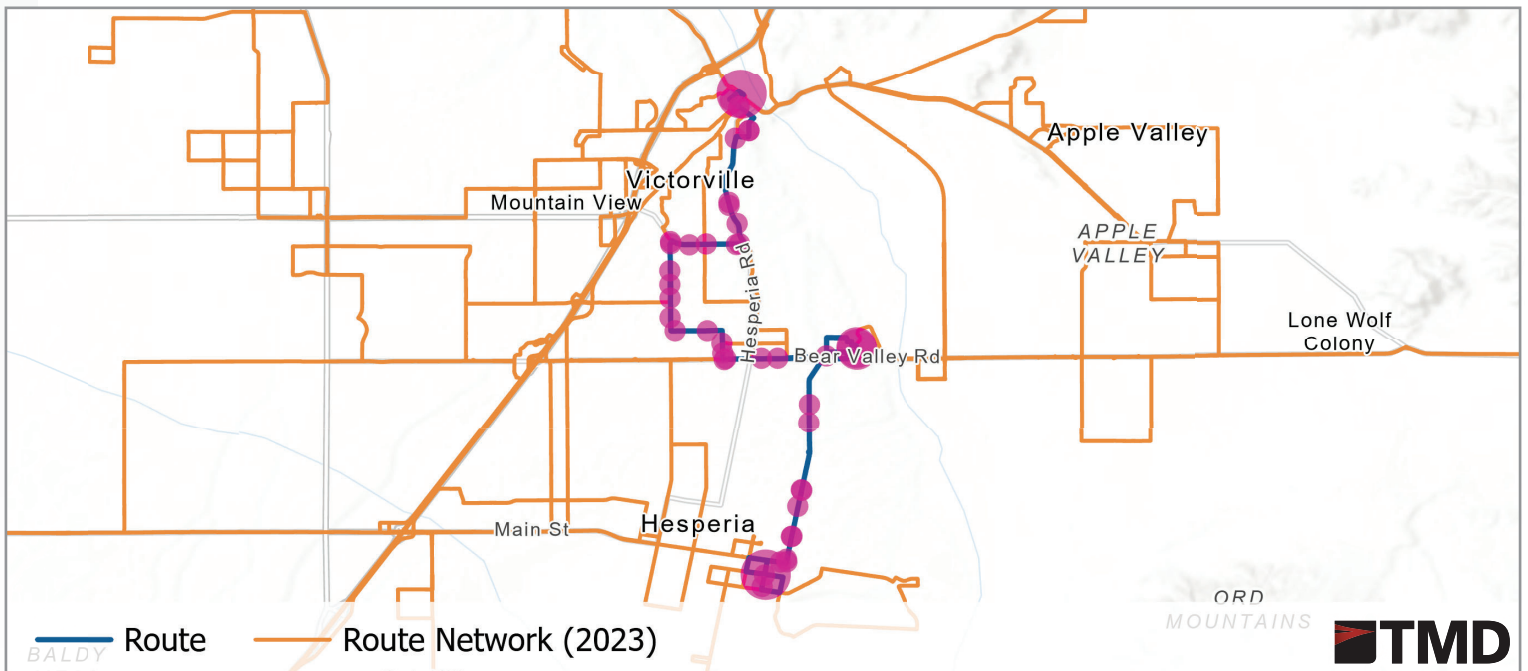 Apple Valley
Victorville
Mountain View
APPLE
VALLEY
Hesperia Rd
Lone Wolf
Colony
Bear Valley Rd
Hesperia
Main St
ORD
MOUNTAINS
Route
Route Network (2023)
BALDY
TMD